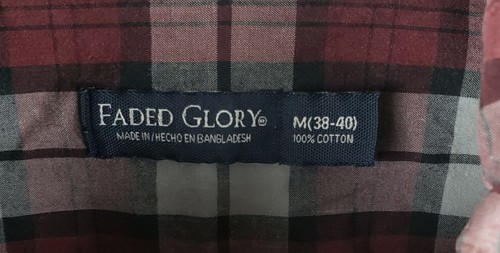 FADED GLORY®
MADE IN/HECHO EN BANGLADESH
M(38-40)
100% COTTON